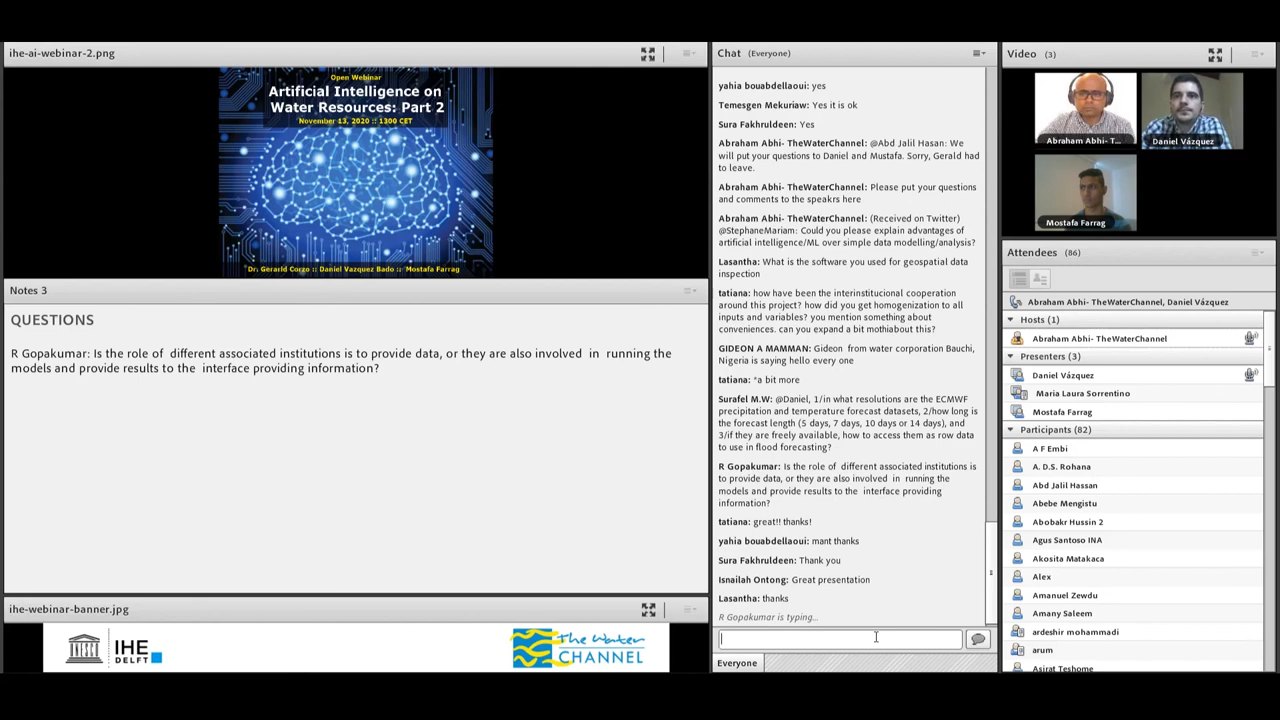 ihe-ai-webinar-2.png
Open Webinar
Artificial Intelligence on
Water Resources: Part 2
November 13, 2020 :: 1300 CET
Dr. Gerarld Corzo :: Daniel Vazquez Bado :: Mostafa Farrag
Notes 3
QUESTIONS
R Gopakumar: Is the role of different associated institutions is to provide data, or they are also involved in running the
models and provide results to the interface providing information?
ihe-webinar-banner.jpg
unesco
IHE
DELFT
The Water
CHANNEL
Chat (Everyone)
yahia bouabdellaoui: yes
Temesgen Mekuriaw: Yes it is ok
Sura Fakhruldeen: Yes
Abraham Abhi- TheWaterChannel: @Abd Jalil Hasan: We
will put your questions to Daniel and Mustafa. Sorry, Gerald had
to leave.
Abraham Abhi- TheWaterChannel: Please put your questions
and comments to the speakrs here
Abraham Abhi- TheWaterChannel: (Received on Twitter)
@StephaneMariam: Could you please explain advantages of
artificial intelligence/ML over simple data modelling/analysis?
Lasantha: What is the software you used for geospatial data
inspection
tatiana: how have been the interinstitucional cooperation
around this project? how did you get homogenization to all
inputs and variables? you mention something about
conveniences. can you expand a bit mothiabout this?
GIDEON A MAMMAN: Gideon from water corporation Bauchi,
Nigeria is saying hello every one
tatiana: *a bit more
Surafel M.W: @Daniel, 1/in what resolutions are the ECMWF
precipitation and temperature forecast datasets, 2/how long is
the forecast length (5 days, 7 days, 10 days or 14 days), and
3/if they are freely available, how to access them as row data
to use in flood forecasting?
R Gopakumar: Is the role of different associated institutions is
to provide data, or they are also involved in running the
models and provide results to the interface providing
information?
tatiana: great!! thanks!
yahia bouabdellaoui: mant thanks
Sura Fakhruldeen: Thank you
Isnailah Ontong: Great presentation
Lasantha: thanks
R Gopakumar is typing...
Everyone
Video (3)
Abraham Abhi- T...
Daniel Vázquez
Mostafa Farrag
Attendees (86)
Abraham Abhi- TheWaterChannel, Daniel Vázquez
Hosts (1)
Abraham Abhi- TheWaterChannel
Presenters (3)
Daniel Vázquez
Maria Laura Sorrentino
Mostafa Farrag
Participants (82)
A F Embi
A. D.S. Rohana
Abd Jalil Hassan
Abebe Mengistu
Abobakr Hussin 2
Agus Santoso INA
Akosita Matakaca
Alex
Amanuel Zewdu
Amany Saleem
ardeshir mohammadi
arum
Asirat Teshome